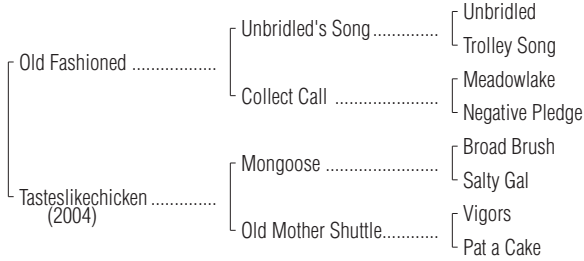 Unbridled
Unbridled's Song.............
Trolley Song
Old Fashioned .................
Meadowlake
Collect Call .....................
Negative Pledge
Broad Brush
Mongoose .......................
Salty Gal
Tasteslikechicken .............
(2004)
Vigors
Old Mother Shuttle...........
Pat a Cake